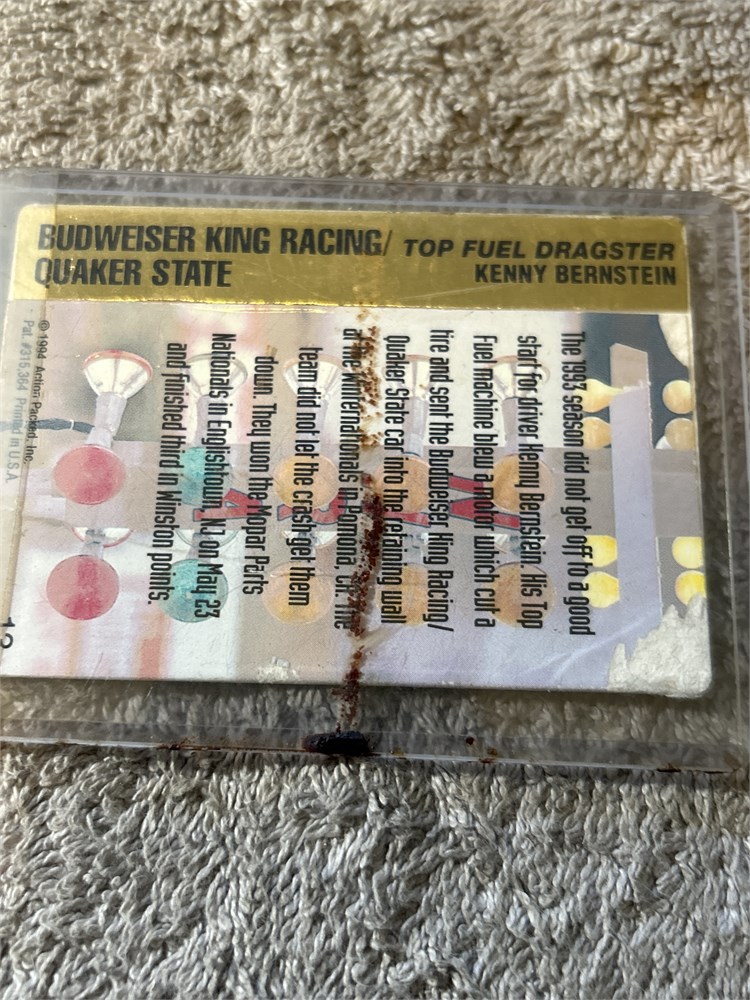 BUDWEISER KING RACING/
QUAKER STATE
TOP FUEL DRAGSTER
KENNY BERNSTEIN
The 1993 season did not get off to a good
start for driver Kenny Bernstein. His Top
Fuel machine blew a motor which cut a
tire and sent the Budweiser King Racing/
Quaker State car into the retaining wall
at the Winternationals in Pomona, CA. The
team did not let the crash get them
down. They won the Mopar Parts
Nationals in Englishtown, NJ on May 23
and finished third in Winston points.
© 1994 Action Packed, Inc.
Pat. #315,364 Printed in U.S.A.